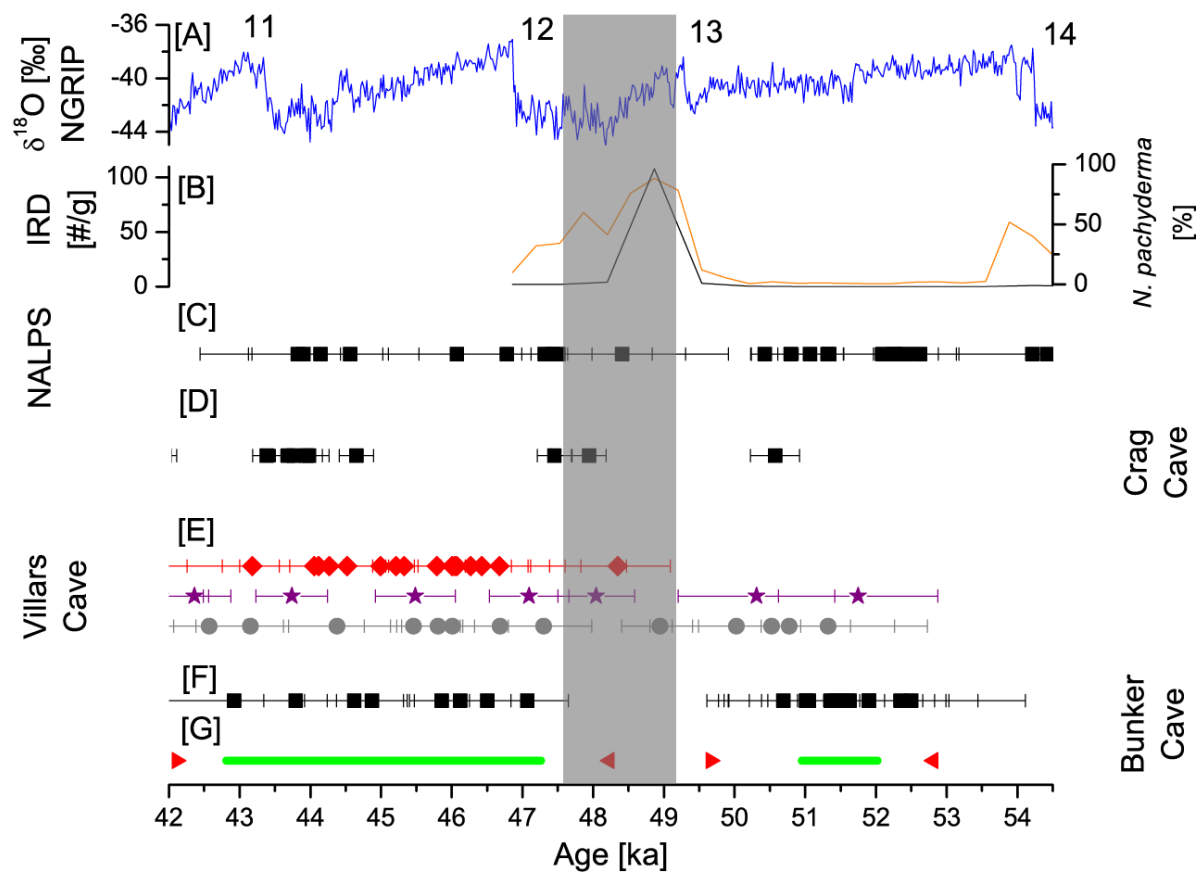 11
12
13
14
[A]
-36
-40
-44
δ¹⁸O [‰]
NGRIP
[B]
100
50
0
IRD
[#/g]
100
50
0
N. pachyderma
[%]
[C]
NALPS
[D]
Crag
Cave
[E]
Villars
Cave
[F]
[G]
Bunker
Cave
42 43 44 45 46 47 48 49 50 51 52 53 54
Age [ka]